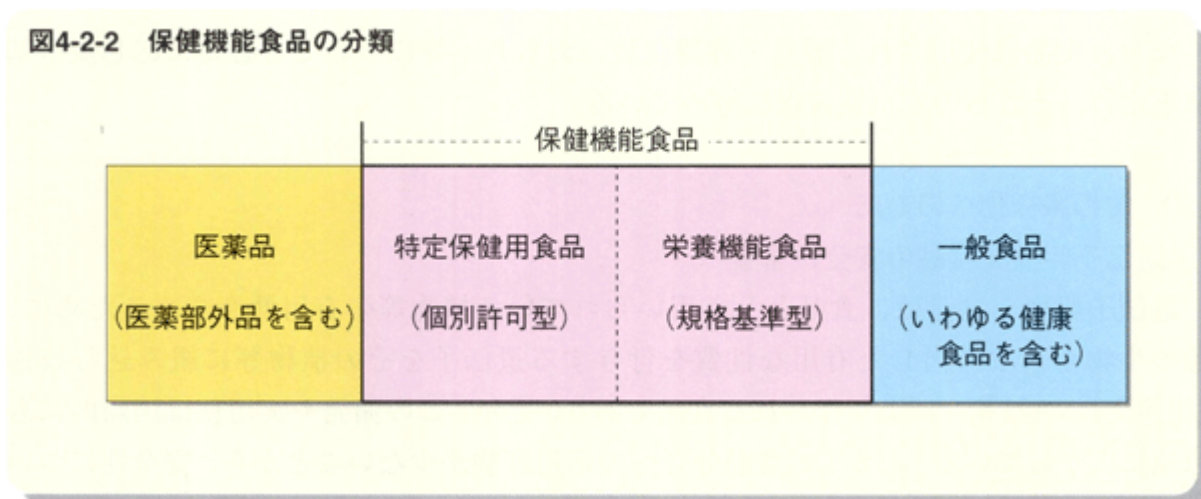 図4-2-2 保健機能食品の分類
保健機能食品
医薬品
(医薬部外品を含む)
特定保健用食品
(個別許可型)
栄養機能食品
(規格基準型)
一般食品
(いわゆる健康
食品を含む)